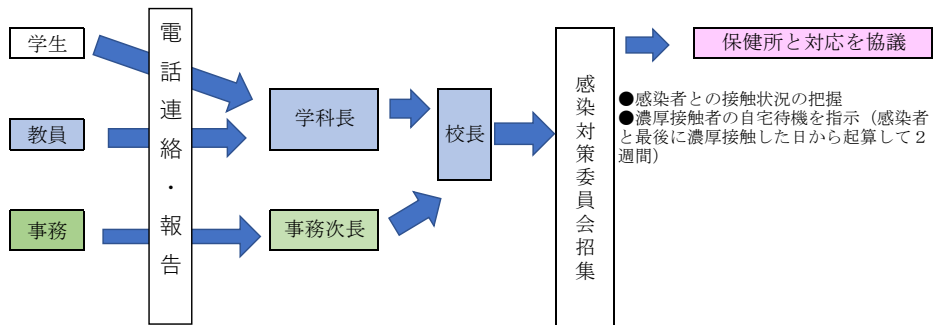 学生
教員
事務
電話連絡・報告
学科長
事務次長
校長
感染対策委員会招集
保健所と対応を協議
●感染者との接触状況の把握
●濃厚接触者の自宅待機を指示（感染者
と最後に濃厚接触した日から起算して２
週間）